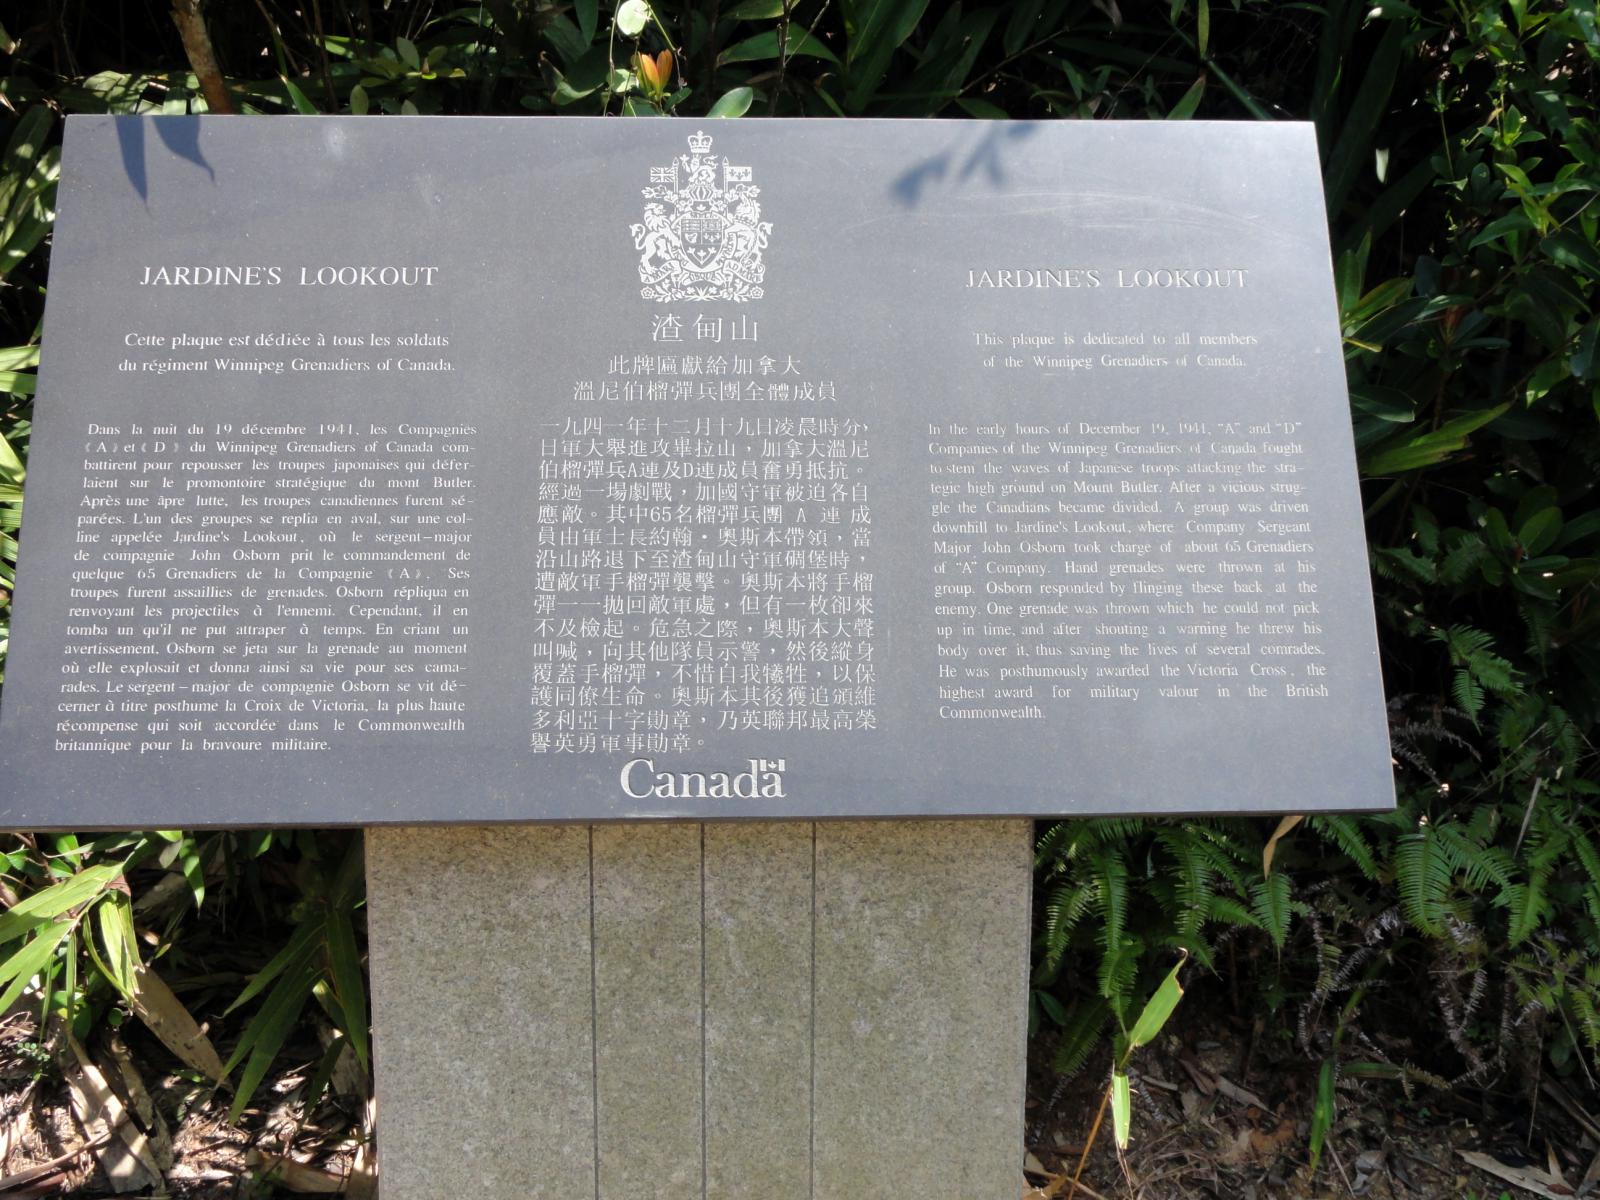 JARDINE'S LOOKOUT
Cette plaque est dédiée à tous les soldats
du régiment Winnipeg Grenadiers of Canada.
Dans la nuit du 19 décembre 1941, les Compagnies
《A》et《D》 du Winnipeg Grenadiers of Canada com-
battirent pour repousser les troupes japonaises qui défer-
laient sur le promontoire stratégique du mont Butler.
Après une âpre lutte, les troupes canadiennes furent sé-
parées. L'un des groupes se replia en aval, sur une col-
line appelée Jardine's Lookout, où le sergent-major
de compagnie John Osborn prit le commandement de
quelque 65 Grenadiers de la Compagnie 《A》. Ses
troupes furent assaillies de grenades. Osborn répliqua en
renvoyant les projectiles à l'ennemi. Cependant, il en
tomba un qu'il ne put attraper à temps. En criant un
avertissement, Osborn se jeta sur la grenade au moment
où elle explosait et donna ainsi sa vie pour ses cama-
rades. Le sergent-major de compagnie Osborn se vit dé-
cerner à titre posthume la Croix de Victoria, la plus haute
récompense qui soit accordée dans le Commonwealth
britannique pour la bravoure militaire.
渣甸山
此牌匾獻給加拿大
溫尼伯榴彈兵團全體成員
一九四一年十二月十九日凌晨時分，
日軍大舉進攻畢拉山，加拿大溫尼
伯榴彈兵A連及D連成員奮勇抵抗。
經過一場劇戰，加國守軍被迫各自
應敵。其中65名榴彈兵團 A 連 成
員由軍士長約翰·奧斯本帶領，當
沿山路退下至渣甸山守軍碉堡時，
遭敵軍手榴彈襲擊。奧斯本將手榴
彈一一拋回敵軍處，但有一枚卻來
不及檢起。危急之際，奧斯本大聲
叫喊，向其他隊員示警，然後縱身
覆蓋手榴彈，不惜自我犧牲，以保
護同僚生命。奧斯本其後獲追頒維
多利亞十字勛章，乃英聯邦最高榮
譽英勇軍事勛章。
Canada
JARDINE'S LOOKOUT
This plaque is dedicated to all members
of the Winnipeg Grenadiers of Canada.
In the early hours of December 19, 1941, "A" and "D"
Companies of the Winnipeg Grenadiers of Canada fought
to stem the waves of Japanese troops attacking the stra-
tegic high ground on Mount Butler. After a vicious strug-
gle the Canadians became divided. A group was driven
downhill to Jardine's Lookout, where Company Sergeant
Major John Osborn took charge of about 65 Grenadiers
of "A" Company. Hand grenades were thrown at his
group. Osborn responded by flinging these back at the
enemy. One grenade was thrown which he could not pick
up in time, and after shouting a warning he threw his
body over it, thus saving the lives of several comrades.
He was posthumously awarded the Victoria Cross, the
highest award for military valour in the British
Commonwealth.